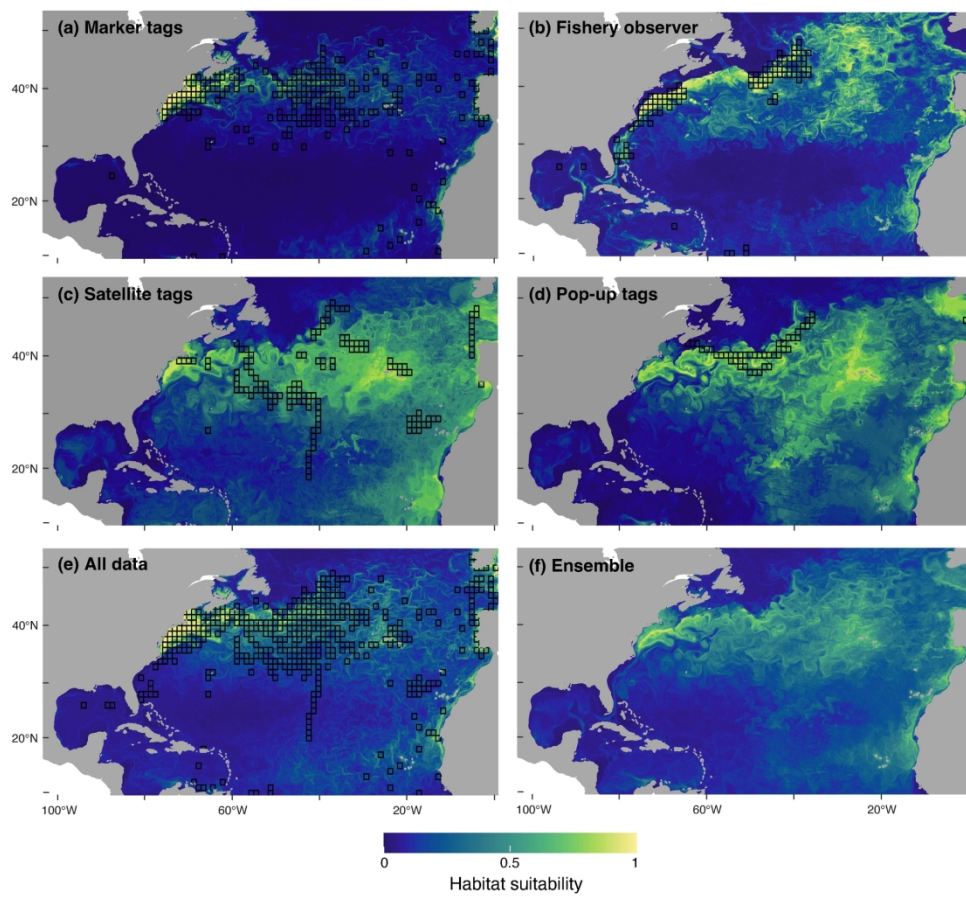 (a) Marker tags
(b) Fishery observer
40°N
20°N
(c) Satellite tags
(d) Pop-up tags
40°N
20°N
(e) All data
(f) Ensemble
40°N
20°N
100°W
60°W
20°W
100°W
60°W
20°W
0
0.5
1
Habitat suitability